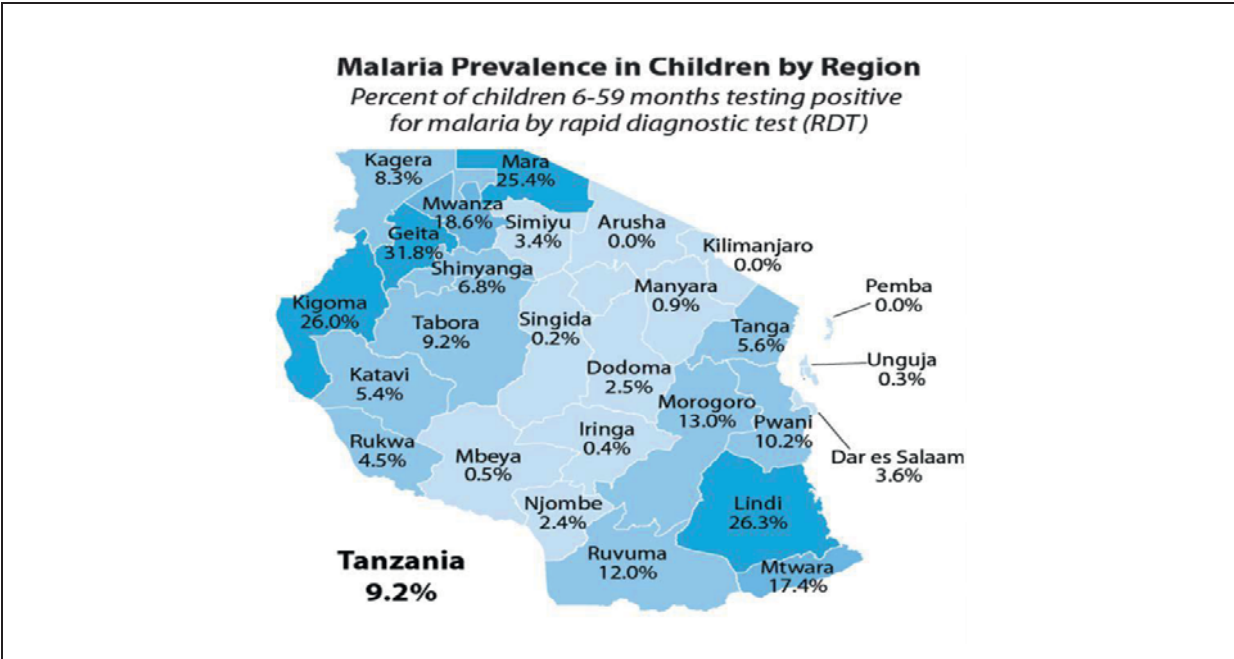 Malaria Prevalence in Children by Region
Percent of children 6-59 months testing positive
for malaria by rapid diagnostic test (RDT)
Kagera
8.3%
Mara
25.4%
Mwanza
18.6%
Simiyu
3.4%
Arusha
0.0%
Kilimanjaro
0.0%
Geita
31.8%
Shinyanga
6.8%
Manyara
0.9%
Pemba
0.0%
Kigoma
26.0%
Tabora
9.2%
Singida
0.2%
Tanga
5.6%
Unguja
0.3%
Katavi
5.4%
Dodoma
2.5%
Morogoro
13.0%
Pwani
10.2%
Rukwa
4.5%
Mbeya
0.5%
Iringa
0.4%
Dar es Salaam
3.6%
Njombe
2.4%
Lindi
26.3%
Ruvuma
12.0%
Mtwara
17.4%
Tanzania
9.2%